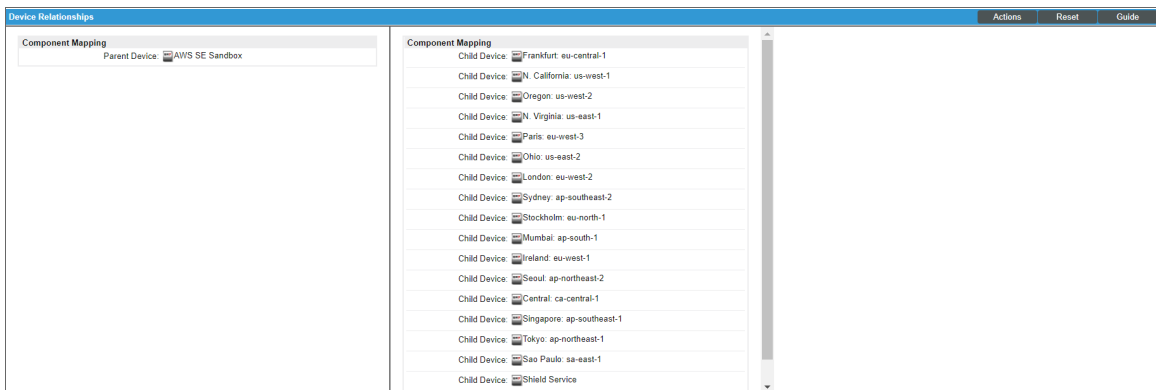 Device Relationships
Actions Reset Guide
Component Mapping
Parent Device: AWS SE Sandbox
Component Mapping
Child Device: Frankfurt: eu-central-1
Child Device: N. California: us-west-1
Child Device: Oregon: us-west-2
Child Device: N. Virginia: us-east-1
Child Device: Paris: eu-west-3
Child Device: Ohio: us-east-2
Child Device: London: eu-west-2
Child Device: Sydney: ap-southeast-2
Child Device: Stockholm: eu-north-1
Child Device: Mumbai: ap-south-1
Child Device: Ireland: eu-west-1
Child Device: Seoul: ap-northeast-2
Child Device: Central: ca-central-1
Child Device: Singapore: ap-southeast-1
Child Device: Tokyo: ap-northeast-1
Child Device: Sao Paulo: sa-east-1
Child Device: Shield Service